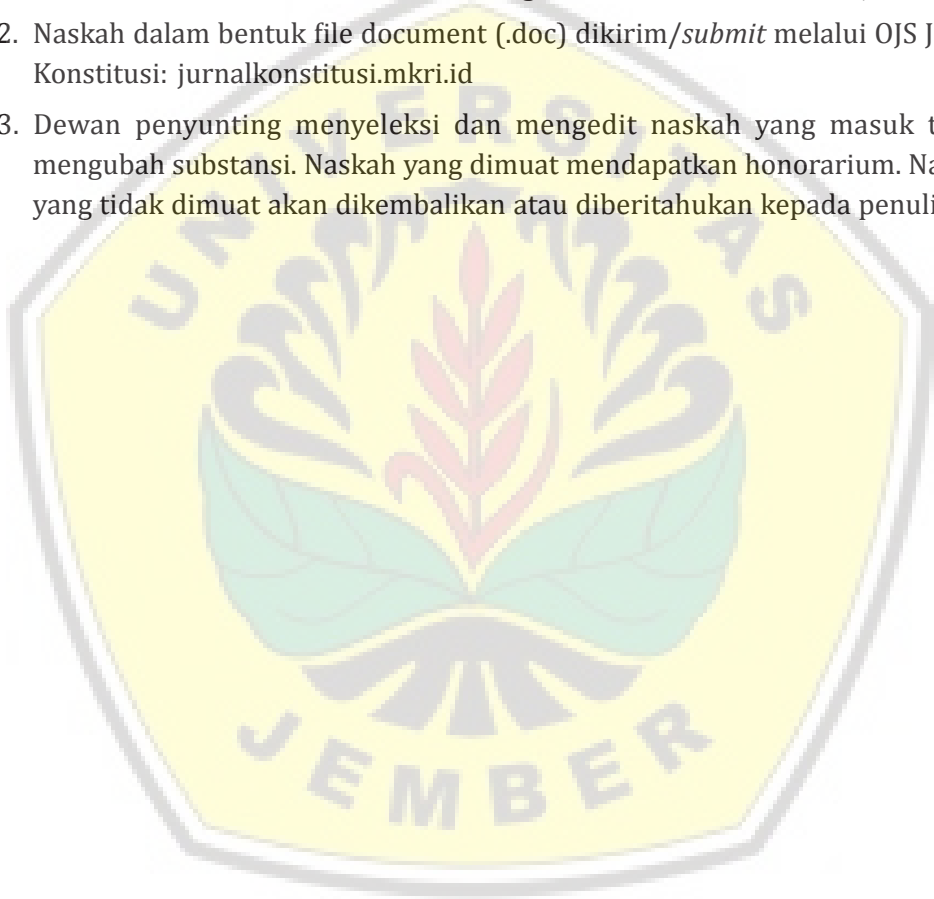 2. Naskah dalam bentuk file document (.doc) dikirim/submit melalui OJS J
Konstitusi: jurnalkonstitusi.mkri.id
3. Dewan penyunting menyeleksi dan mengedit naskah yang masuk t
mengubah substansi. Naskah yang dimuat mendapatkan honorarium. Na
yang tidak dimuat akan dikembalikan atau diberitahukan kepada penuli
UNIVERSITAS
JEMBER